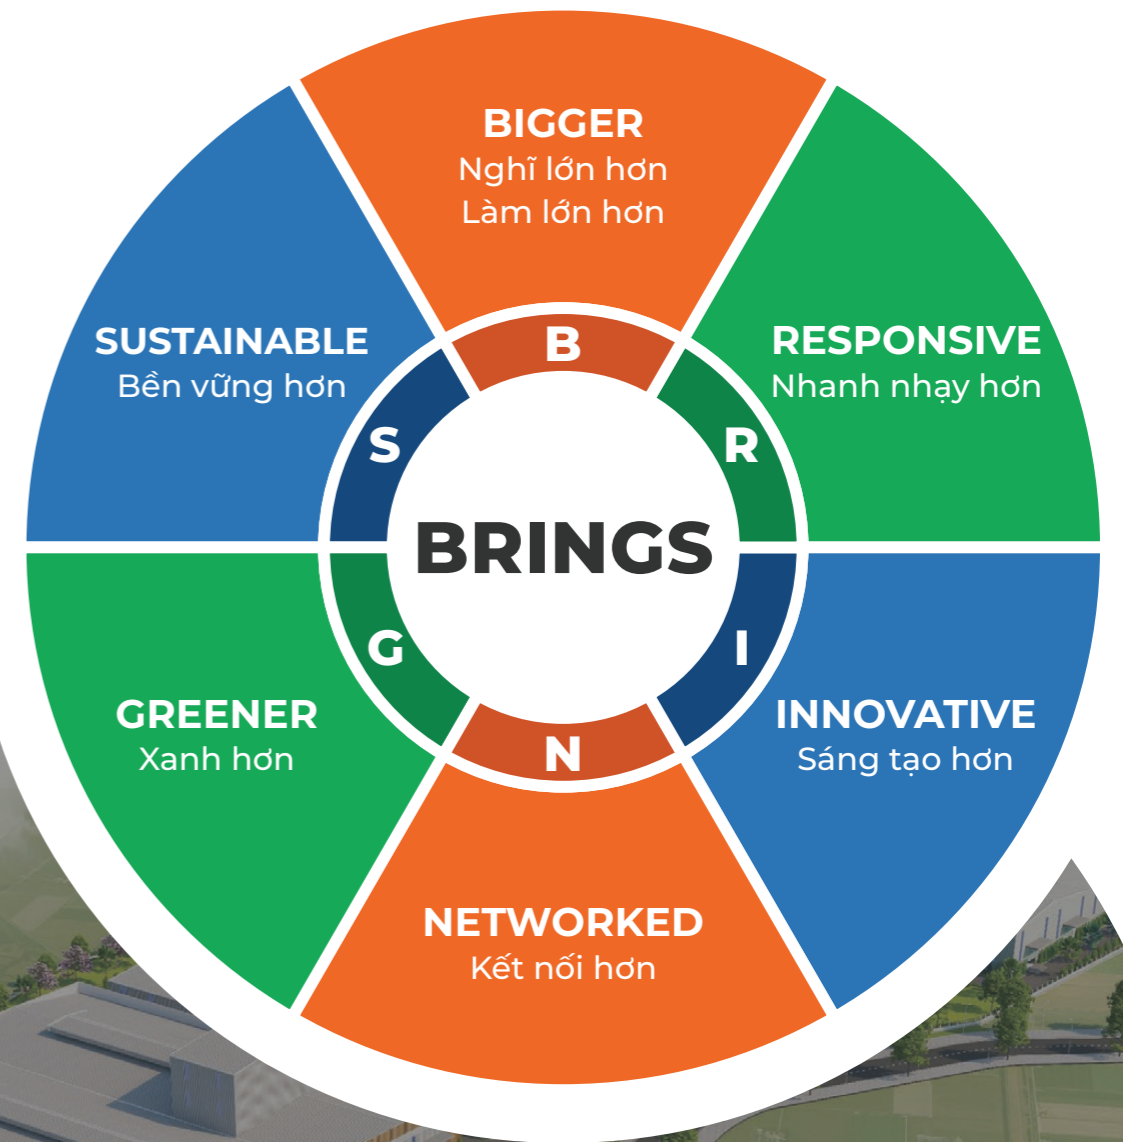 BIGGER
Nghĩ lớn hơn
Làm lớn hơn
RESPONSIVE
Nhanh nhạy hơn
INNOVATIVE
Sáng tạo hơn
NETWORKED
Kết nối hơn
GREENER
Xanh hơn
SUSTAINABLE
Bền vững hơn
B
R
I
N
G
S
BRINGS